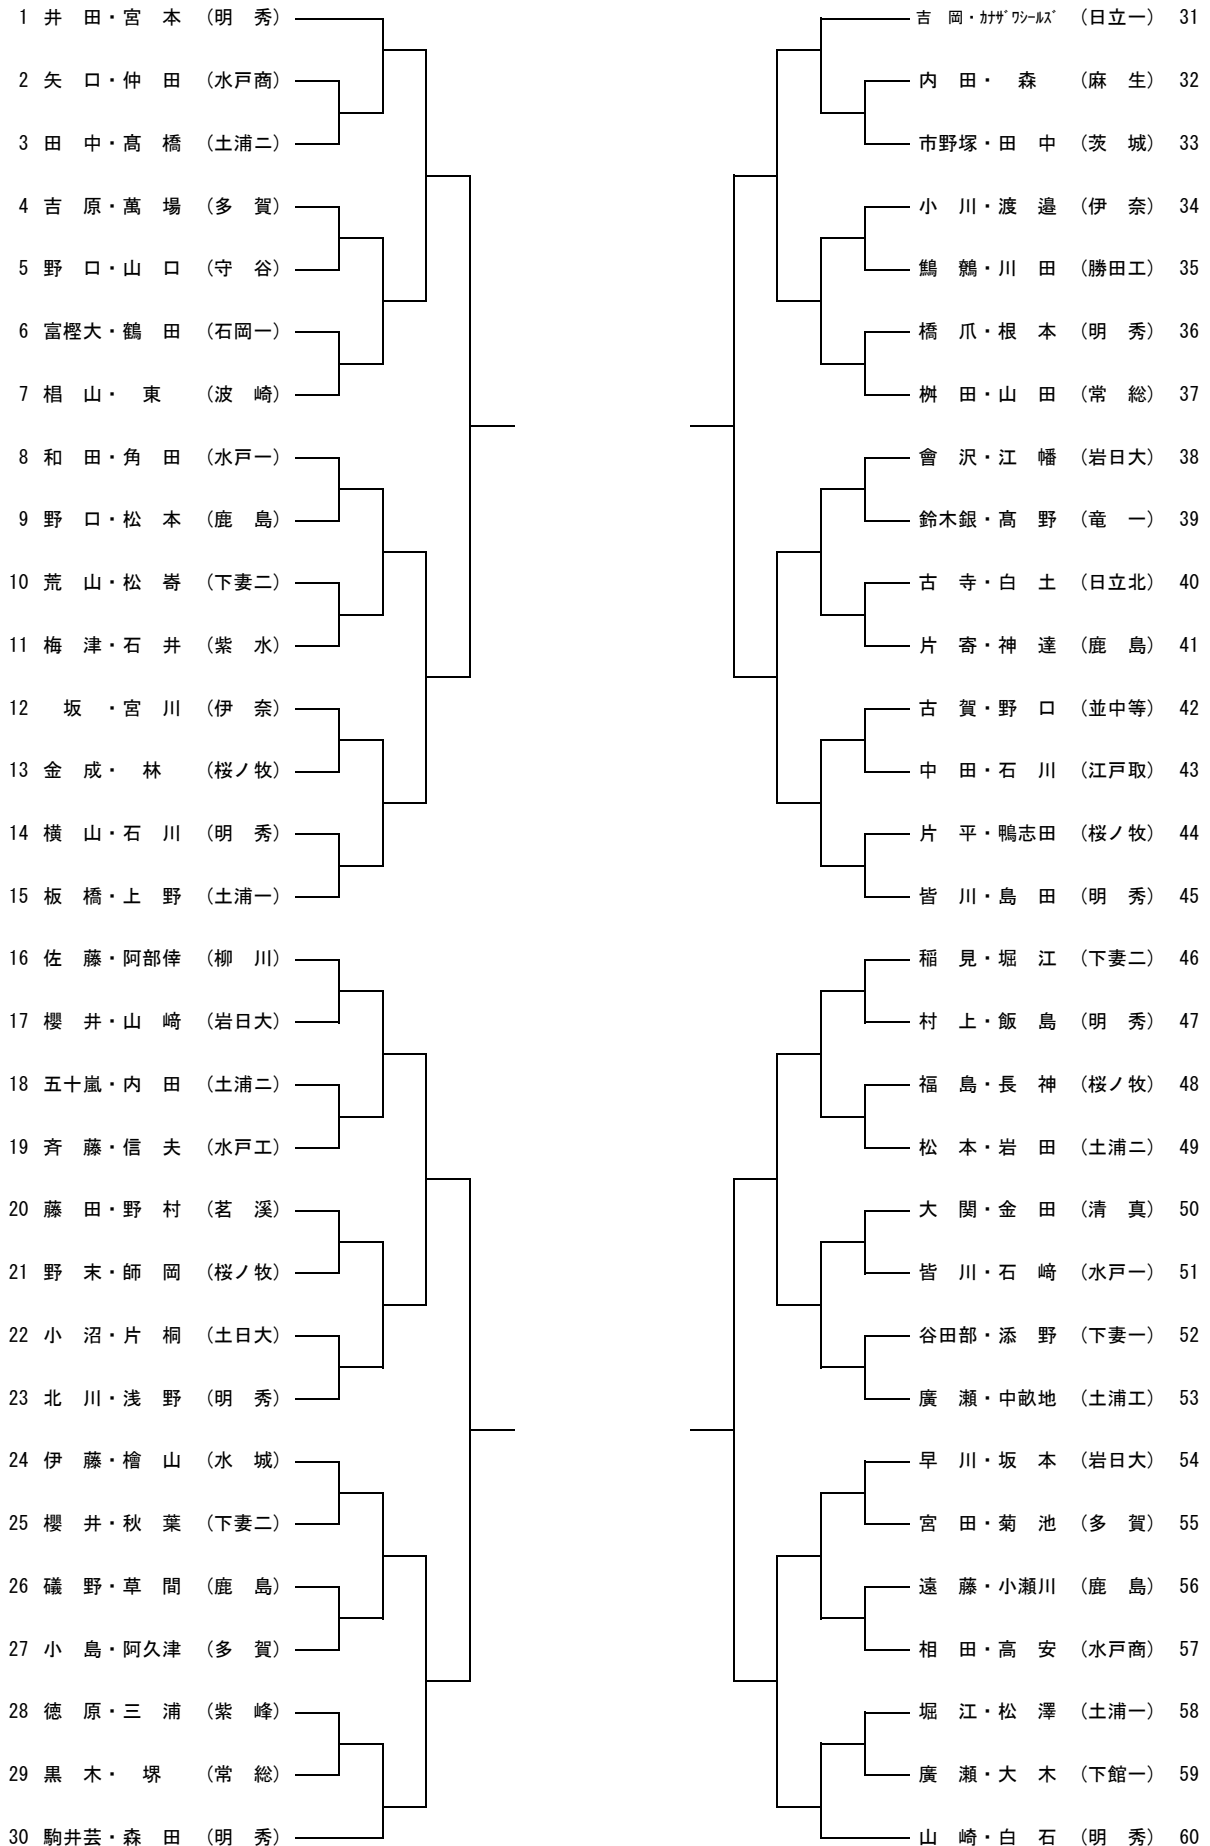 1 井　田・宮　本 （明　秀）
2 矢　口・仲　田 （水戸商）
3 田　中・髙　橋 （土浦二）
4 吉　原・萬　場 （多　賀）
5 野　口・山　口 （守　谷）
6 富樫大・鶴　田 （石岡一）
7 椙　山・　東　 （波　崎）
8 和　田・角　田 （水戸一）
9 野　口・松　本 （鹿　島）
10 荒　山・松　嵜 （下妻二）
11 梅　津・石　井 （紫　水）
12 　坂　・宮　川 （伊　奈）
13 金　成・　林　 （桜ノ牧）
14 横　山・石　川 （明　秀）
15 板　橋・上　野 （土浦一）
16 佐　藤・阿部倖 （柳　川）
17 櫻　井・山　﨑 （岩日大）
18 五十嵐・内　田 （土浦二）
19 斉　藤・信　夫 （水戸工）
20 藤　田・野　村 （茗　溪）
21 野　末・師　岡 （桜ノ牧）
22 小　沼・片　桐 （土日大）
23 北　川・浅　野 （明　秀）
24 伊　藤・檜　山 （水　城）
25 櫻　井・秋　葉 （下妻二）
26 礒　野・草　間 （鹿　島）
27 小　島・阿久津 （多　賀）
28 徳　原・三　浦 （紫　峰）
29 黒　木・　堺　 （常　総）
30 駒井芸・森　田 （明　秀）
吉　岡・ｶﾅｻﾞﾜｼｰﾙｽﾞ （日立一） 31
内　田・　森　 （麻　生） 32
市野塚・田　中 （茨　城） 33
小　川・渡　邉 （伊　奈） 34
鷦　鷯・川　田 （勝田工） 35
橋　爪・根　本 （明　秀） 36
桝　田・山　田 （常　総） 37
會　沢・江　幡 （岩日大） 38
鈴木銀・髙　野 （竜　一） 39
古　寺・白　土 （日立北） 40
片　寄・神　達 （鹿　島） 41
古　賀・野　口 （並中等） 42
中　田・石　川 （江戸取） 43
片　平・鴨志田 （桜ノ牧） 44
皆　川・島　田 （明　秀） 45
稲　見・堀　江 （下妻二） 46
村　上・飯　島 （明　秀） 47
福　島・長　神 （桜ノ牧） 48
松　本・岩　田 （土浦二） 49
大　関・金　田 （清　真） 50
皆　川・石　﨑 （水戸一） 51
谷田部・添　野 （下妻一） 52
廣　瀬・中畝地 （土浦工） 53
早　川・坂　本 （岩日大） 54
宮　田・菊　池 （多　賀） 55
遠　藤・小瀬川 （鹿　島） 56
相　田・高　安 （水戸商） 57
堀　江・松　澤 （土浦一） 58
廣　瀬・大　木 （下館一） 59
山　崎・白　石 （明　秀） 60